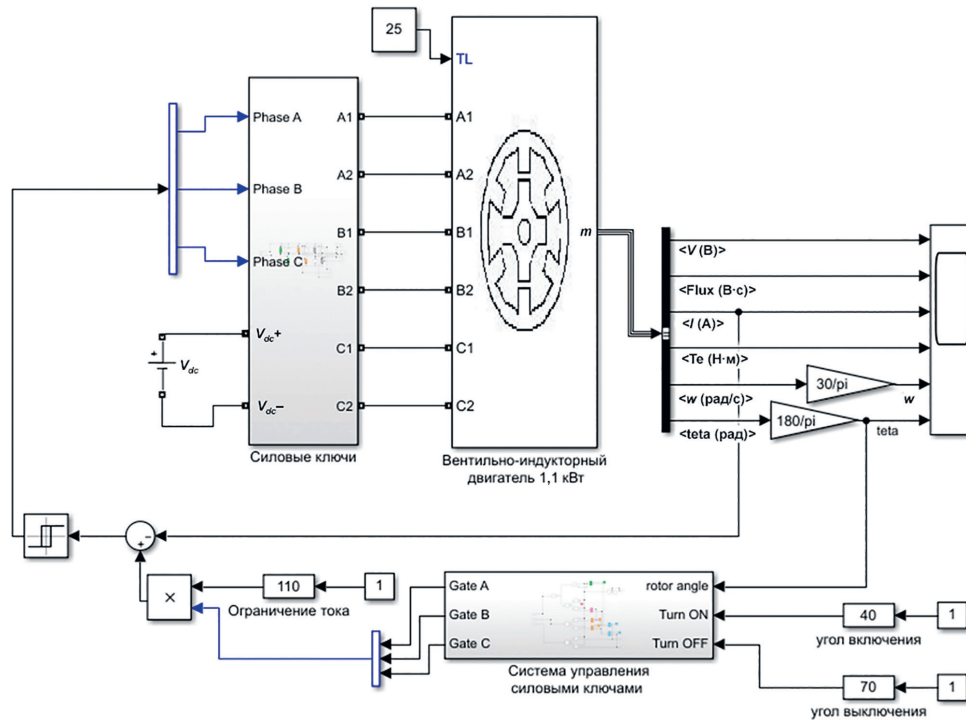 25
TL
Phase A
A1
A1
A2
A2
Phase B
B1
B1
m
<V (В)>
Phase C
B2
B2
<Flux (В·с)>
<I (А)>
Vdc+
C1
C1
<Te (Н·м)>
Vdc
30/pi
w
<w (рад/с)>
Vdc−
C2
C2
180/pi
teta
<teta (рад)>
Силовые ключи
Вентильно-индукторный
двигатель 1,1 кВт
+
−
+
×
110
1
Ограничение тока
Gate A
rotor angle
Gate B
Turn ON
40
1
угол включения
Gate C
Turn OFF
Система управления
силовыми ключами
70
1
угол выключения